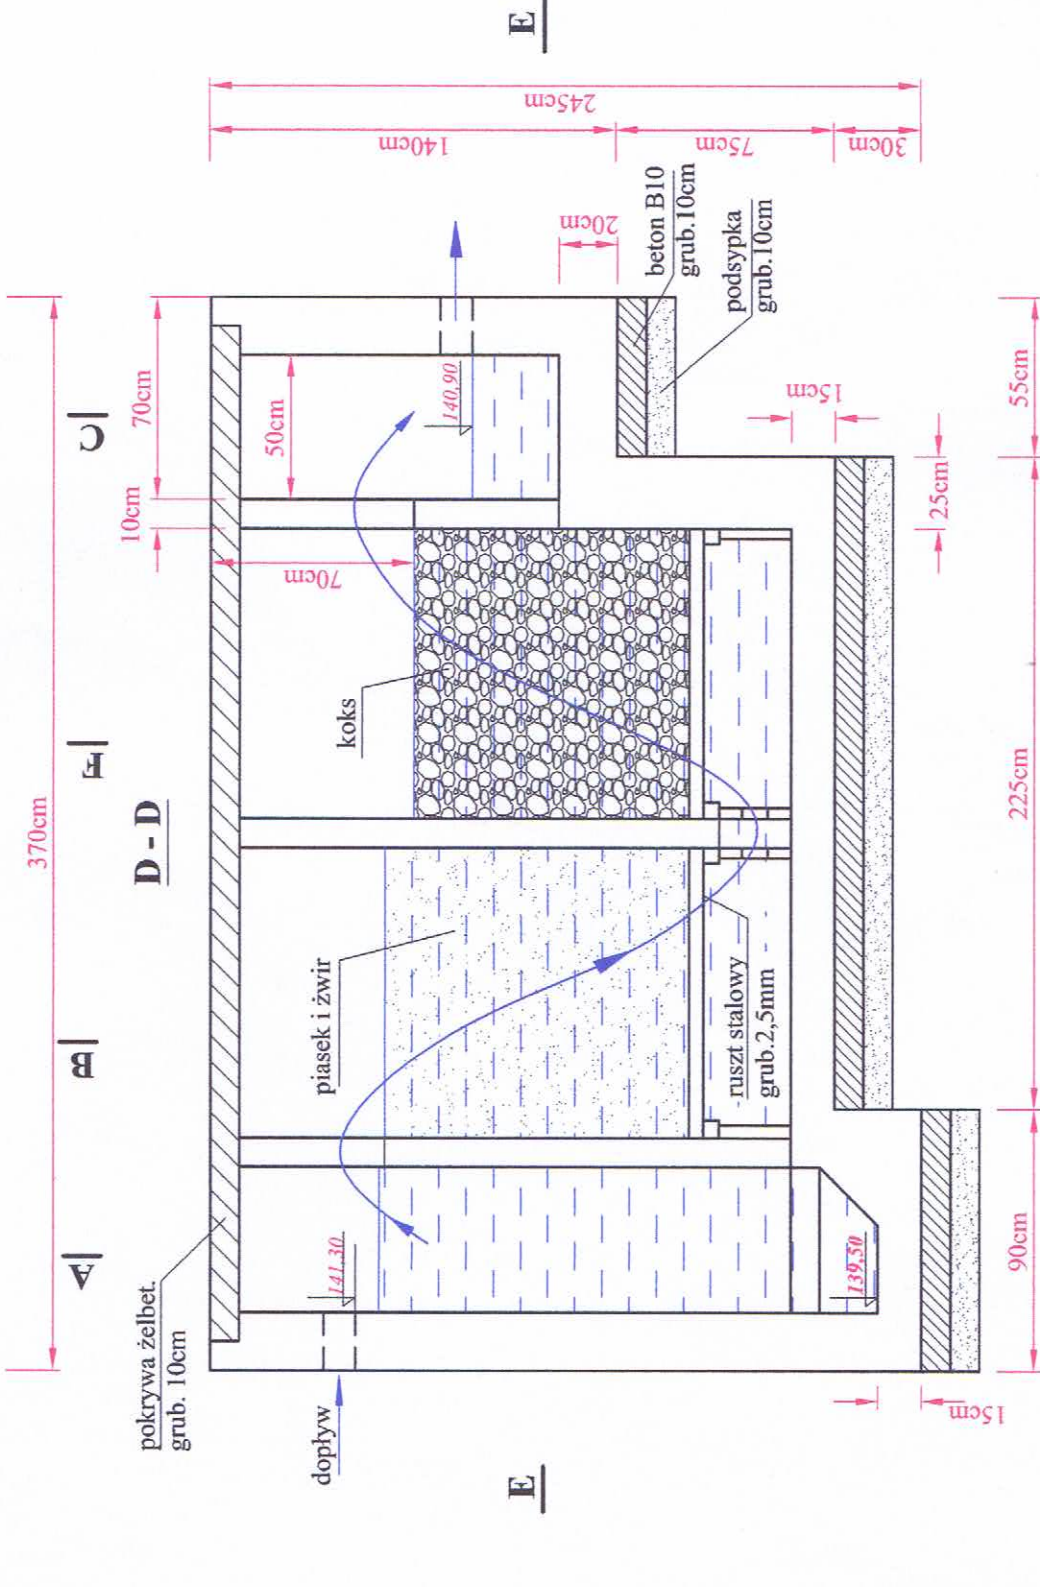 370cm
A
B
F
C
D - D
pokrywa żelbet.
grub. 10cm
10cm
70cm
50cm
70cm
dopływ
141,30
piasek i żwir
koks
140,90
E
E
139,50
ruszt stalowy
grub.2,5mm
beton B10
grub.10cm
podsypka
grub.10cm
20cm
140cm
75cm
30cm
245cm
15cm
15cm
25cm
90cm
225cm
55cm